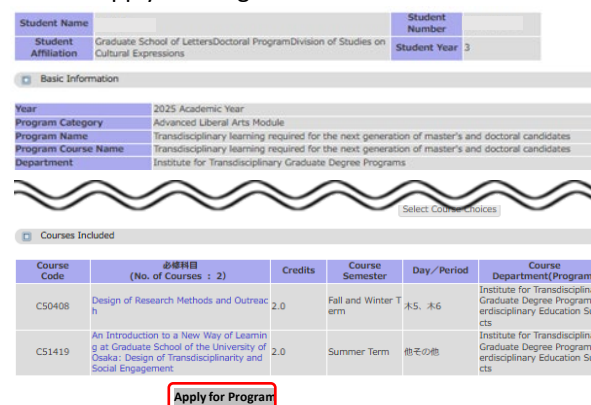 Student Name
Student Number
Student Affiliation
Graduate School of LettersDoctoral ProgramDivision of Studies on Cultural Expressions
Student Year
3
Basic Information
Year 2025 Academic Year
Program Category Advanced Liberal Arts Module
Program Name Transdisciplinary learning required for the next generation of master's and doctoral candidates
Program Course Name Transdisciplinary learning required for the next generation of master's and doctoral candidates
Department Institute for Transdisciplinary Graduate Degree Programs
Select Course Choices
Courses Included
Course Code
必修科目
(No. of Courses : 2)
Credits
Course Semester
Day／Period
Course
Department(Program
C50408
Design of Research Methods and Outreac
h
2.0
Fall and Winter T
erm
木5、木6
Institute for Transdisciplina
Graduate Degree Program
erdisciplinary Education Su
cts
C51419
An Introduction to a New Way of Learnin
g at Graduate School of the University of
Osaka: Design of Transdisciplinarity and
Social Engagement
2.0
Summer Term
他その他
Institute for Transdisciplina
Graduate Degree Program
erdisciplinary Education Su
cts
Apply for Program